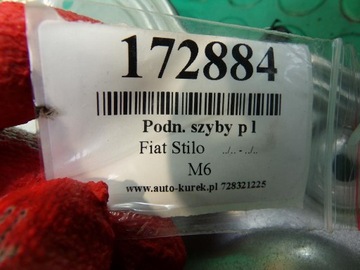 172884
Podn. szyby p l
Fiat Stilo ../.. - ../..
M6
www.auto-kurek.pl 728321225